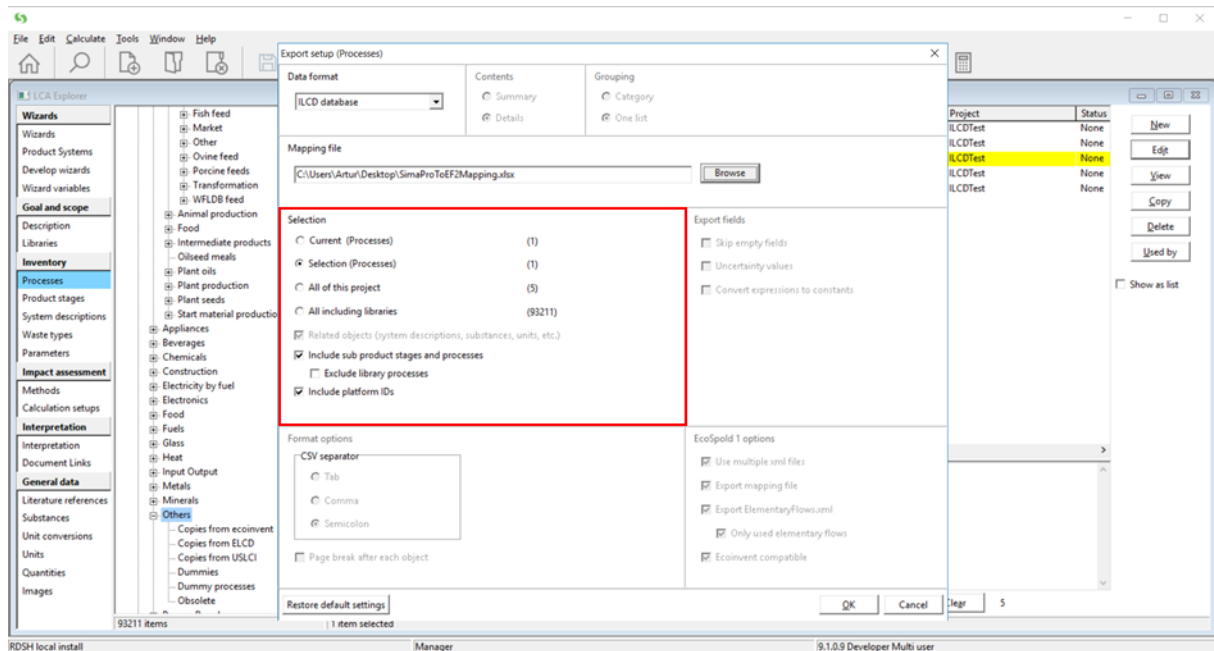 File Edit Calculate Tools Window Help
LCA Explorer
Wizards
Wizards
Product Systems
Develop wizards
Wizard variables
Goal and scope
Description
Libraries
Inventory
Processes
Product stages
System descriptions
Waste types
Parameters
Impact assessment
Methods
Calculation setups
Interpretation
Interpretation
Document Links
General data
Literature references
Substances
Unit conversions
Units
Quantities
Images
Fish feed
Market
Other
Ovine feed
Porcine feeds
Transformation
WFLDB feed
Animal production
Food
Intermediate products
Oilseed meals
Plant oils
Plant production
Plant seeds
Start material productio
Appliances
Beverages
Chemicals
Construction
Electricity by fuel
Electronics
Food
Fuels
Glass
Heat
Input Output
Metals
Minerals
Others
Copies from ecoinvent
Copies from ELCD
Copies from USLCI
Dummies
Dummy processes
Obsolete
93211 items
1 item selected
Export setup (Processes)
Data format
ILCD database
Contents
Summary
Details
Grouping
Category
One list
Mapping file
C:\Users\Artur\Desktop\SimaProToEF2Mapping.xlsx
Browse
Selection
Current (Processes) (1)
Selection (Processes) (1)
All of this project (5)
All including libraries (93211)
Related objects (system descriptions, substances, units, etc.)
Include sub product stages and processes
Exclude library processes
Include platform IDs
Export fields
Skip empty fields
Uncertainty values
Convert expressions to constants
Format options
CSV separator
Tab
Comma
Semicolon
Page break after each object
EcoSpold 1 options
Use multiple xml files
Export mapping file
Export ElementaryFlows.xml
Only used elementary flows
Ecoinvent compatible
Restore default settings
OK
Cancel
Project Status
ILCDTest None
ILCDTest None
ILCDTest None
ILCDTest None
ILCDTest None
New
Edit
View
Copy
Delete
Used by
Show as list
Clear 5
RDSH local install
Manager
9.1.0.9 Developer Multi user